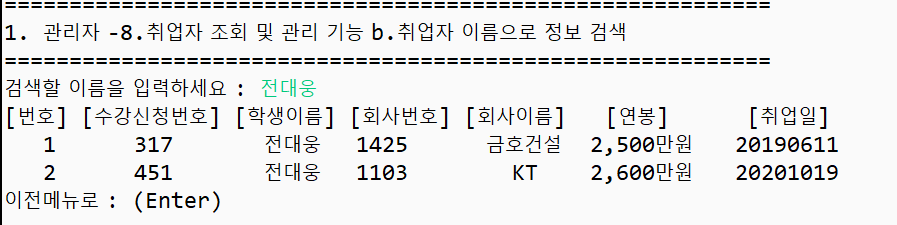 ============================================================
1. 관리자 -8.취업자 조회 및 관리 기능 b.취업자 이름으로 정보 검색
============================================================
검색할 이름을 입력하세요 : 전대웅
[번호] [수강신청번호] [학생이름] [회사번호] [회사이름] [연봉] [취업일]
1 317 전대웅 1425 금호건설 2,500만원 20190611
2 451 전대웅 1103 KT 2,600만원 20201019
이전메뉴로 : (Enter)